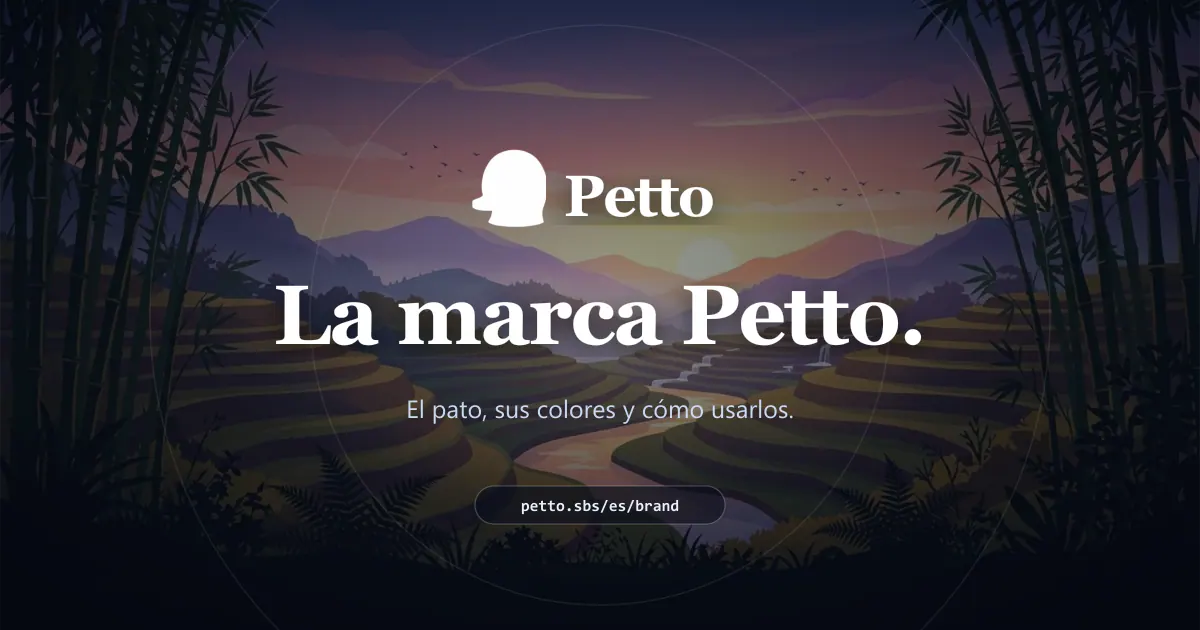 Petto
La marca Petto.
El pato, sus colores y cómo usarlos.
petto.sbs/es/brand